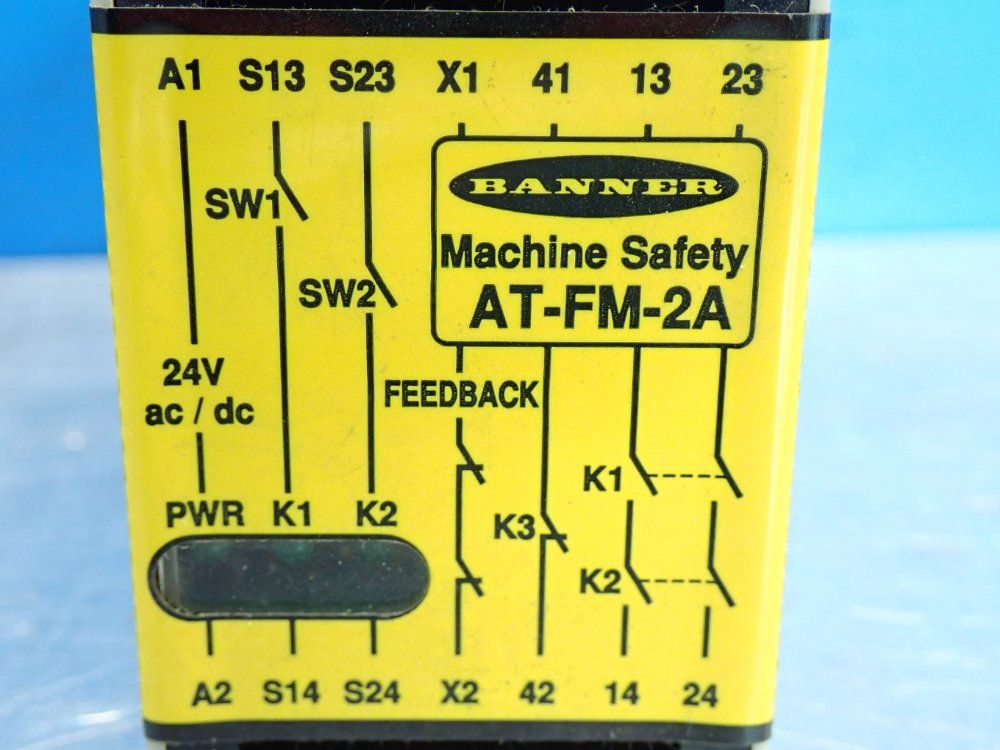 A1 S13 S23 X1 41 13 23
BANNER
SW1
Machine Safety
SW2
AT-FM-2A
24V
ac / dc
FEEDBACK
K1
PWR K1 K2
K3
K2
A2 S14 S24 X2 42 14 24